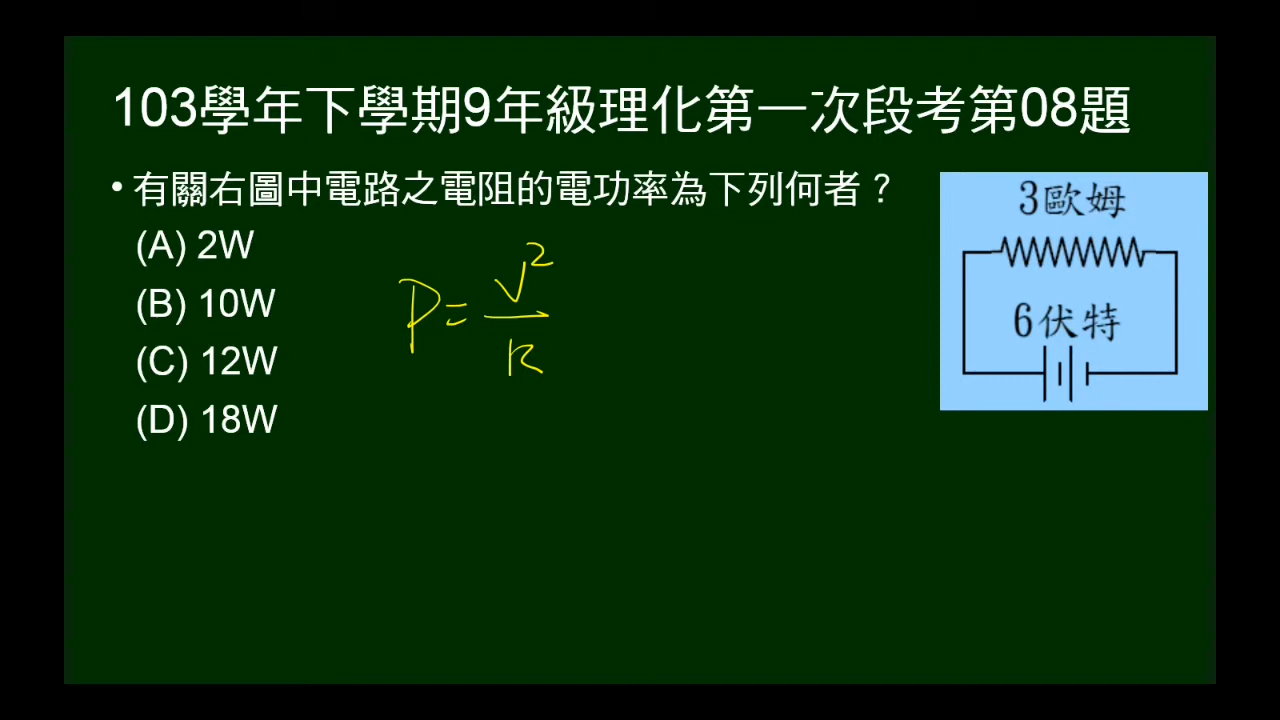 103學年下學期9年級理化第一次段考第08題
• 有關右圖中電路之電阻的電功率為下列何者？
(A) 2W
(B) 10W
(C) 12W
(D) 18W
P = V² / R
3歐姆
6伏特